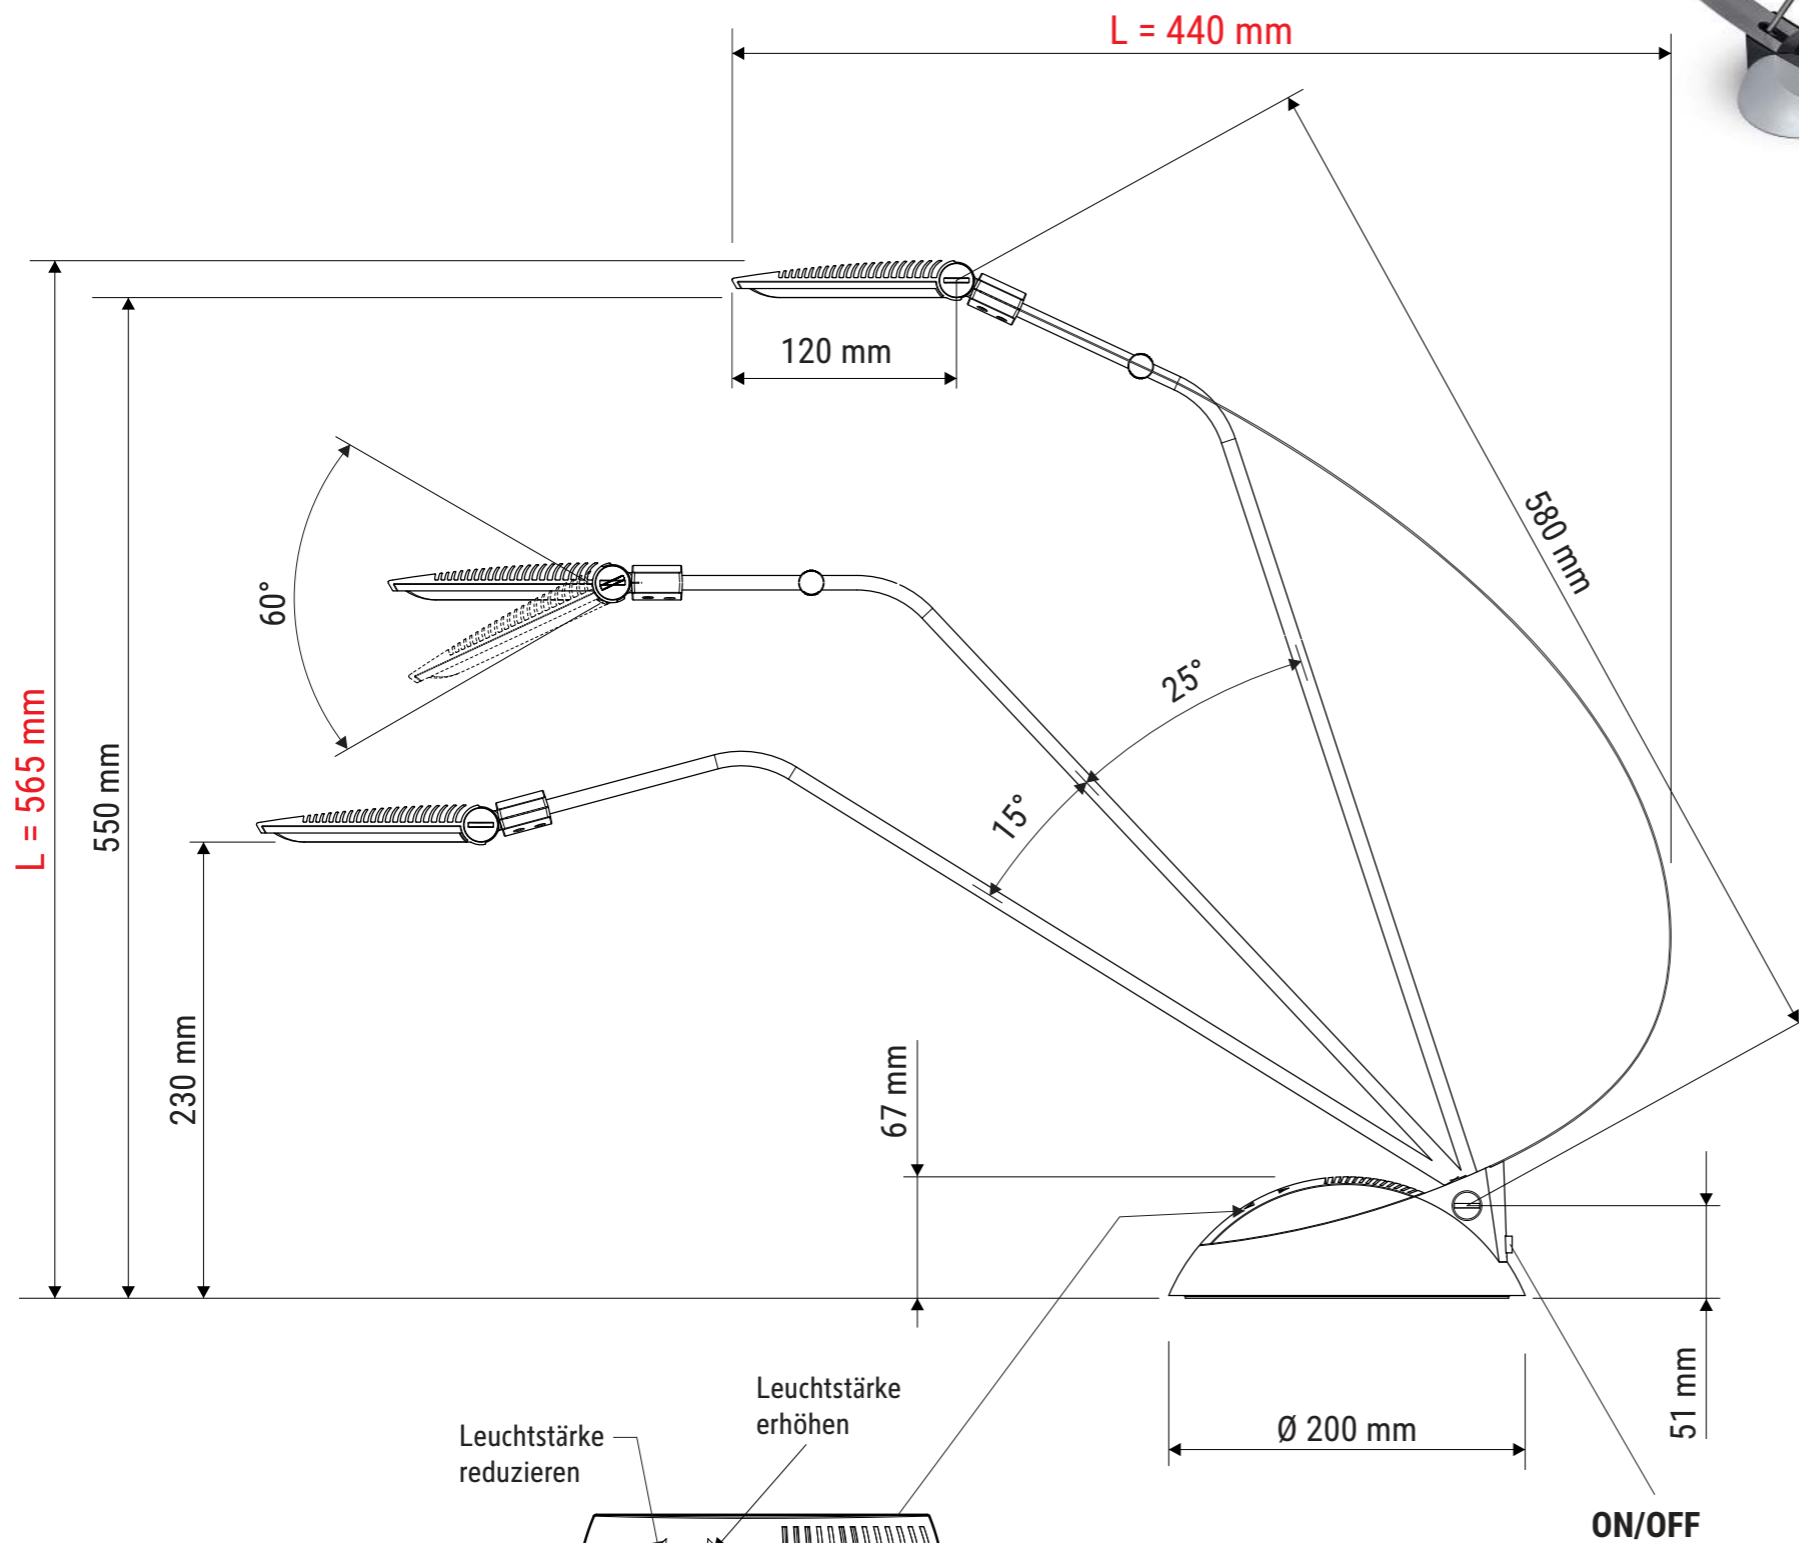 L = 440 mm
120 mm
580 mm
60°
25°
15°
L = 565 mm
550 mm
230 mm
67 mm
51 mm
Ø 200 mm
Leuchtstärke
erhöhen
Leuchtstärke
reduzieren
ON/OFF